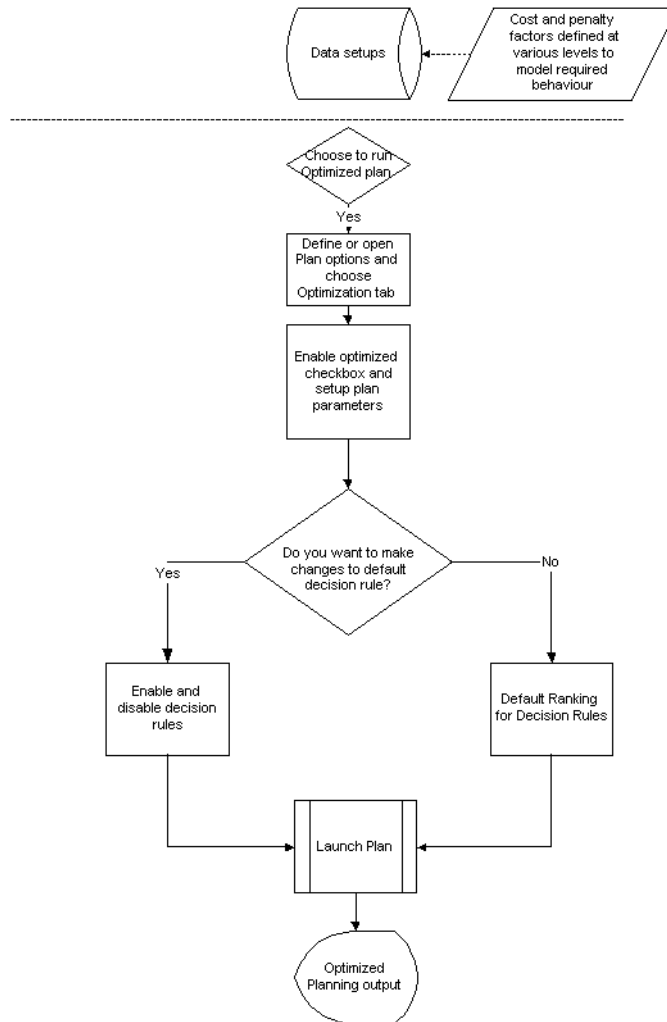 Data setups
Cost and penalty
factors defined at
various levels to
model required
behaviour
Choose to run
Optimized plan
Yes
Define or open
Plan options and
choose
Optimization tab
Enable optimized
checkbox and
setup plan
parameters
Do you want to make
changes to default
decision rule?
Yes
No
Enable and
disable decision
rules
Default Ranking
for Decision Rules
Launch Plan
Optimized
Planning output